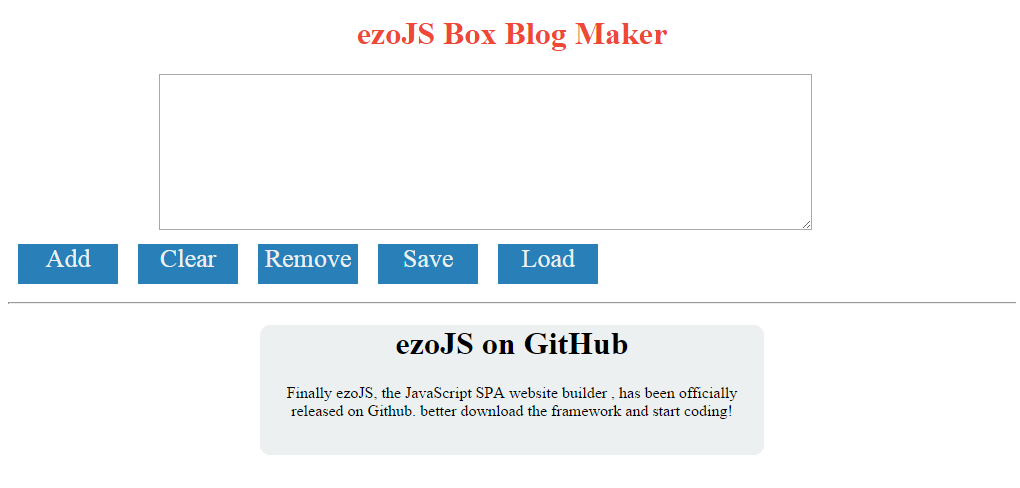 ezoJS Box Blog Maker
Add Clear Remove Save Load
ezoJS on GitHub
Finally ezoJS, the JavaScript SPA website builder , has been officially
released on Github. better download the framework and start coding!